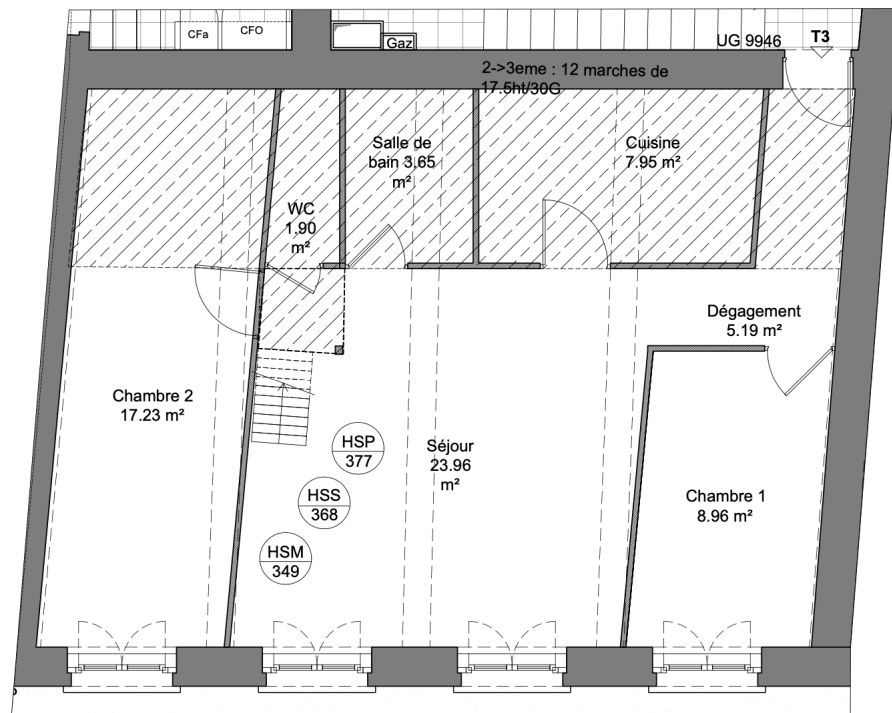 CFa
CFO
Gaz
UG 9946
T3
2->3eme : 12 marches de
17.5ht/30G
Salle de
bain 3.65
m²
Cuisine
7.95 m²
WC
1.90
m²
Dégagement
5.19 m²
Chambre 2
17.23 m²
HSP
377
Séjour
23.96
m²
HSS
368
Chambre 1
8.96 m²
HSM
349